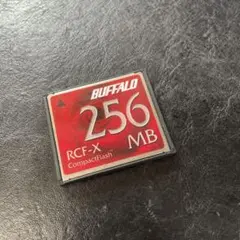 BUFFALO
256
MB
RCF-X
CompactFlash